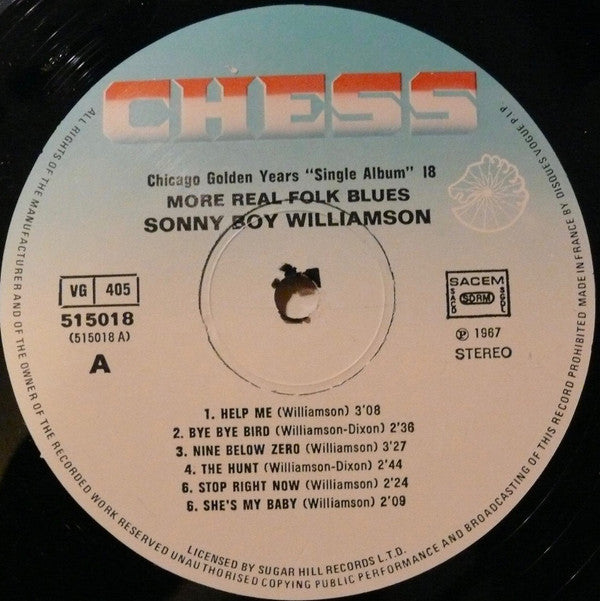 CHESS
Chicago Golden Years "Single Album" 18
MORE REAL FOLK BLUES
SONNY BOY WILLIAMSON
VG 405
515018
(515018 A)
A
SACEM
SACD SDRM SGDL
℗ 1967
STEREO
1. HELP ME (Williamson) 3'08
2. BYE BYE BIRD (Williamson-Dixon) 2'36
3. NINE BELOW ZERO (Williamson) 3'27
4. THE HUNT (Williamson-Dixon) 2'44
6. STOP RIGHT NOW (Williamson) 2'24
6. SHE'S MY BABY (Williamson) 2'09
LICENSED BY SUGAR HILL RECORDS L.T.D.
ALL RIGHTS OF THE MANUFACTURER AND OF THE OWNER OF THE RECORDED WORK RESERVED UNAUTHORISED COPYING PUBLIC PERFORMANCE AND BROADCASTING OF THIS RECORD PROHIBITED MADE IN FRANCE BY DISQUES VOGUE P.I.P